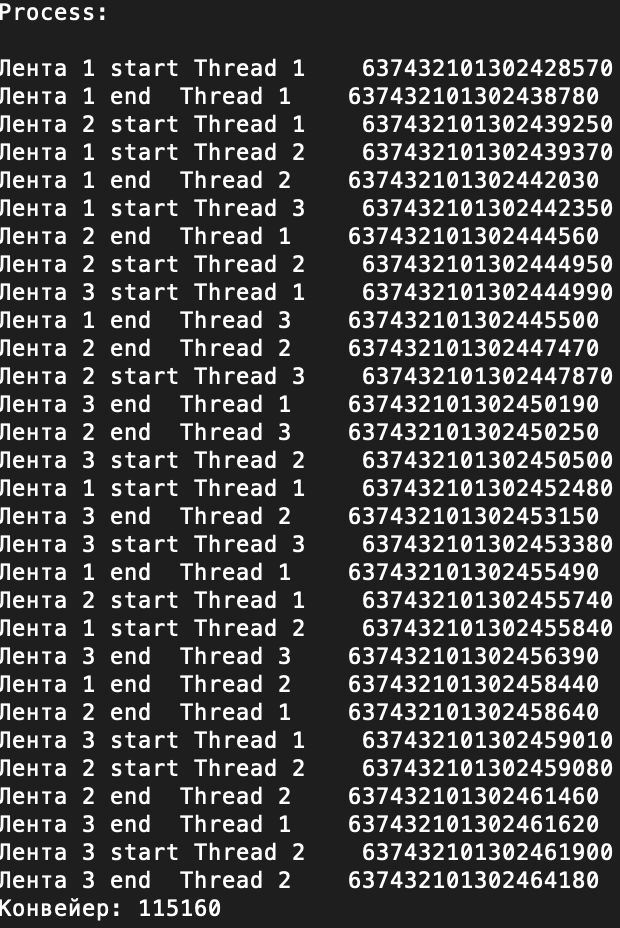 Process:
Лента 1 start Thread 1 637432101302428570
Лента 1 end Thread 1 637432101302438780
Лента 2 start Thread 1 637432101302439250
Лента 1 start Thread 2 637432101302439370
Лента 1 end Thread 2 637432101302442030
Лента 1 start Thread 3 637432101302442350
Лента 2 end Thread 1 637432101302444560
Лента 2 start Thread 2 637432101302444950
Лента 3 start Thread 1 637432101302444990
Лента 1 end Thread 3 637432101302445500
Лента 2 end Thread 2 637432101302447470
Лента 2 start Thread 3 637432101302447870
Лента 3 end Thread 1 637432101302450190
Лента 2 end Thread 3 637432101302450250
Лента 3 start Thread 2 637432101302450500
Лента 1 start Thread 1 637432101302452480
Лента 3 end Thread 2 637432101302453150
Лента 3 start Thread 3 637432101302453380
Лента 1 end Thread 1 637432101302455490
Лента 2 start Thread 1 637432101302455740
Лента 1 start Thread 2 637432101302455840
Лента 3 end Thread 3 637432101302456390
Лента 1 end Thread 2 637432101302458440
Лента 2 end Thread 1 637432101302458640
Лента 3 start Thread 1 637432101302459010
Лента 2 start Thread 2 637432101302459080
Лента 2 end Thread 2 637432101302461460
Лента 3 end Thread 1 637432101302461620
Лента 3 start Thread 2 637432101302461900
Лента 3 end Thread 2 637432101302464180
Конвейер: 115160